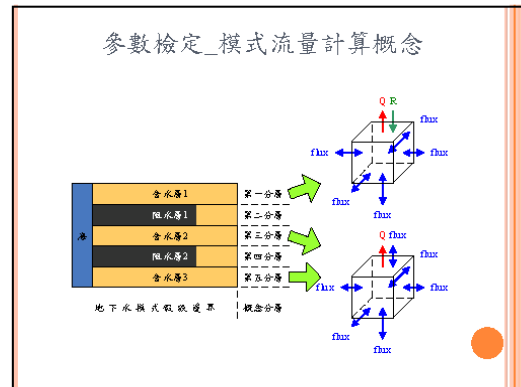 參數檢定_模式流量計算概念
Q R
flux
flux
flux
flux
含水層1
第一分層
阻水層1
第二分層
海
含水層2
第三分層
阻水層2
第四分層
含水層3
第五分層
地下水模式假設邊界
概念分層
Q flux
flux
flux
flux
flux